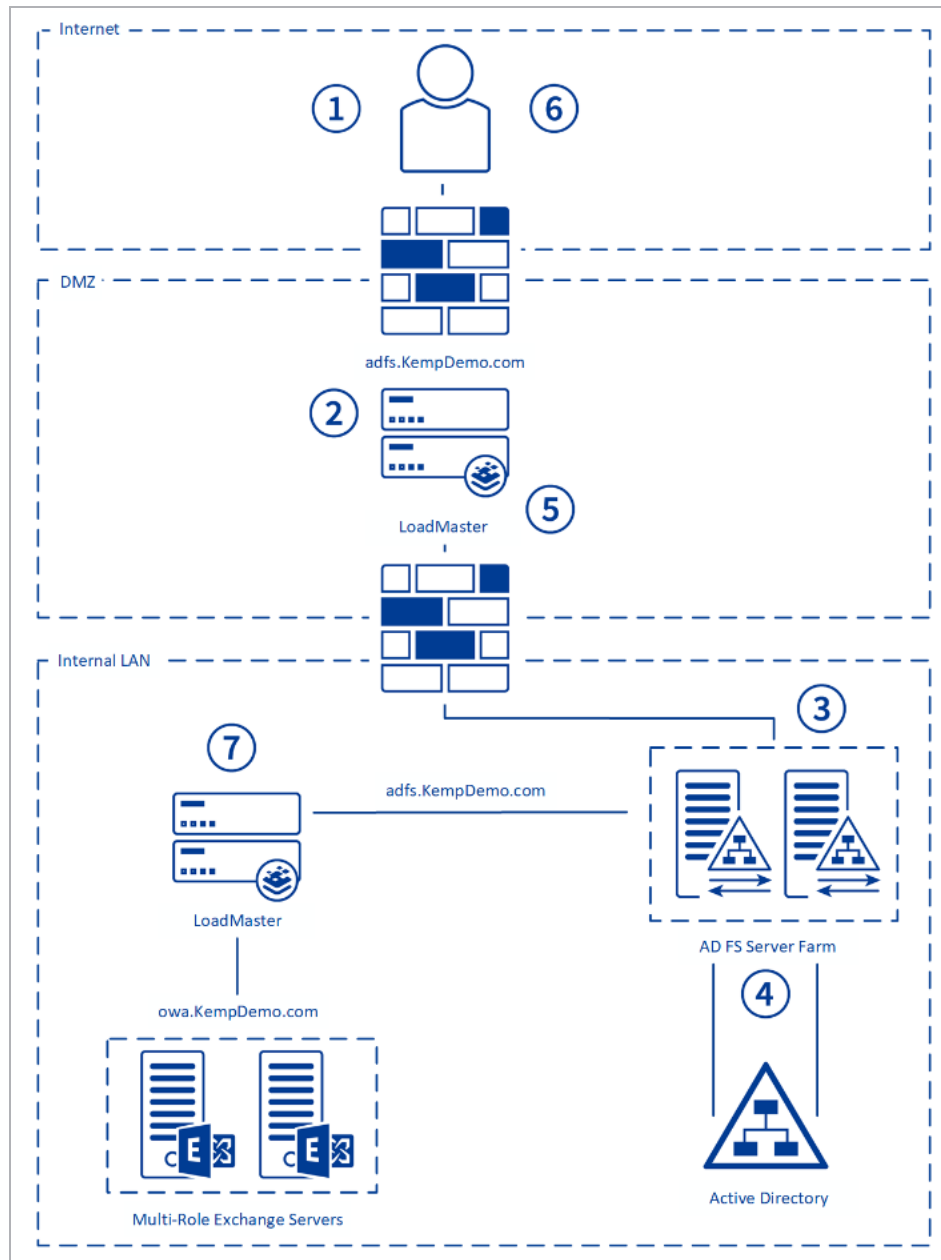 Internet
1
6
DMZ
adfs.KempDemo.com
2
5
LoadMaster
Internal LAN
3
7
adfs.KempDemo.com
LoadMaster
AD FS Server Farm
4
owa.KempDemo.com
E
E
Active Directory
Multi-Role Exchange Servers